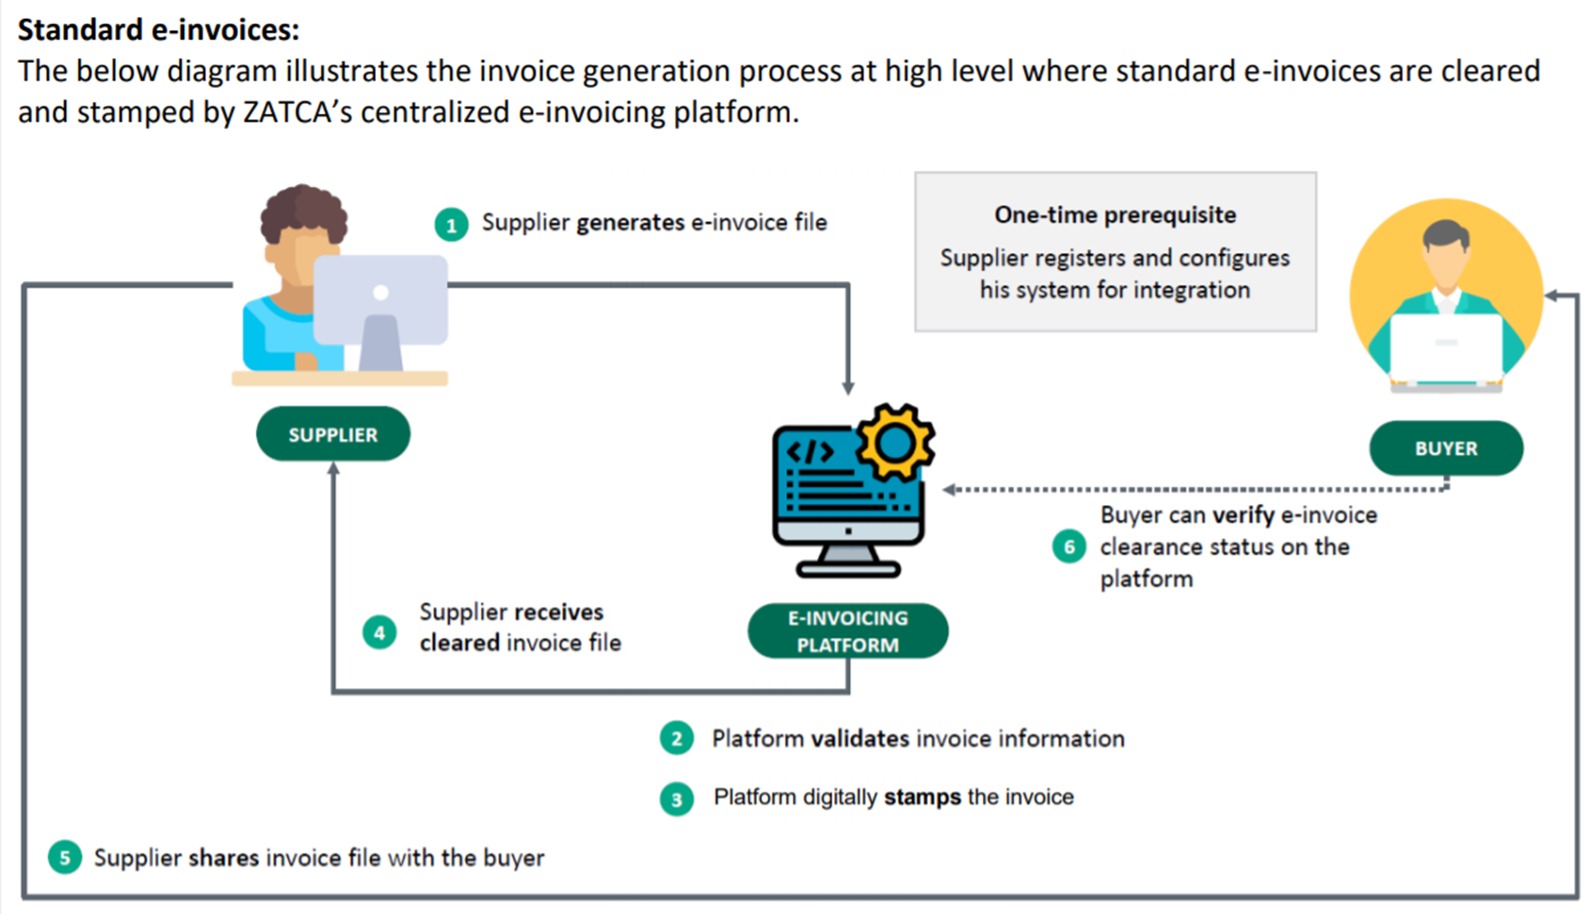 Standard e-invoices:
The below diagram illustrates the invoice generation process at high level where standard e-invoices are cleared
and stamped by ZATCA’s centralized e-invoicing platform.
1 Supplier generates e-invoice file
One-time prerequisite
Supplier registers and configures
his system for integration
SUPPLIER
BUYER
</>
6 Buyer can verify e-invoice
clearance status on the
platform
E-INVOICING
PLATFORM
4 Supplier receives
cleared invoice file
2 Platform validates invoice information
3 Platform digitally stamps the invoice
5 Supplier shares invoice file with the buyer